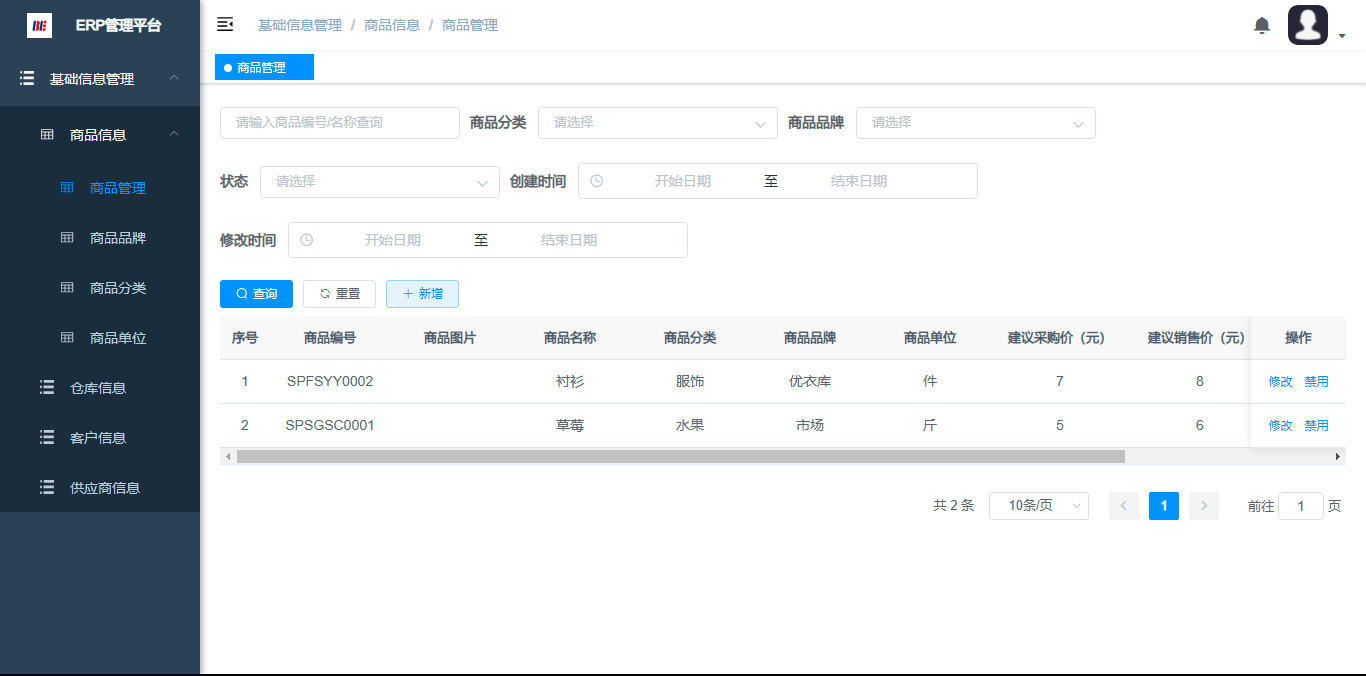 ERP管理平台
基础信息管理
商品信息
商品管理
商品品牌
商品分类
商品单位
仓库信息
客户信息
供应商信息
基础信息管理 / 商品信息 / 商品管理
商品管理
请输入商品编号/名称查询 商品分类 请选择 商品品牌 请选择
状态 请选择 创建时间 开始日期 至 结束日期
修改时间 开始日期 至 结束日期
查询 重置 新增
序号 商品编号 商品图片 商品名称 商品分类 商品品牌 商品单位 建议采购价（元） 建议销售价（元） 操作
1 SPFSYY0002 衬衫 服饰 优衣库 件 7 8 修改 禁用
2 SPSGSC0001 草莓 水果 市场 斤 5 6 修改 禁用
共 2 条 10条/页 1 前往 1 页